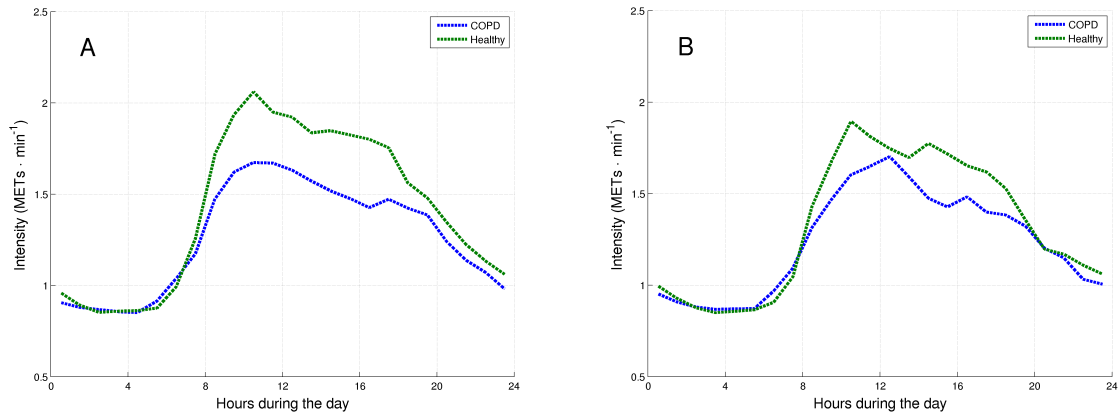 A
COPD
Healthy
2.5
2
1.5
1
0.5
0
4
8
12
16
20
24
Intensity (METs · min⁻¹)
Hours during the day
B
COPD
Healthy
2.5
2
1.5
1
0.5
0
4
8
12
16
20
24
Intensity (METs · min⁻¹)
Hours during the day